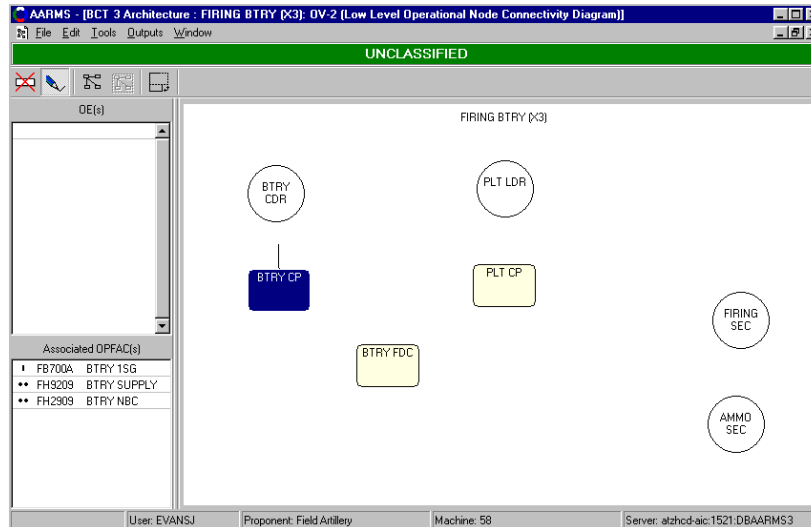 AARMS - [BCT 3 Architecture : FIRING BTRY (X3): OV-2 (Low Level Operational Node Connectivity Diagram)]
File Edit Tools Outputs Window
UNCLASSIFIED
OE(s)
FIRING BTRY (X3)
BTRY
CDR
PLT LDR
BTRY CP
PLT CP
FIRING
SEC
BTRY FDC
AMMO
SEC
Associated OPFAC(s)
FB700A BTRY 1SG
FH9209 BTRY SUPPLY
FH2909 BTRY NBC
User: EVANSJ Proponent: Field Artillery Machine: 58 Server: atzhcd-aic:1521:DBAARMS3